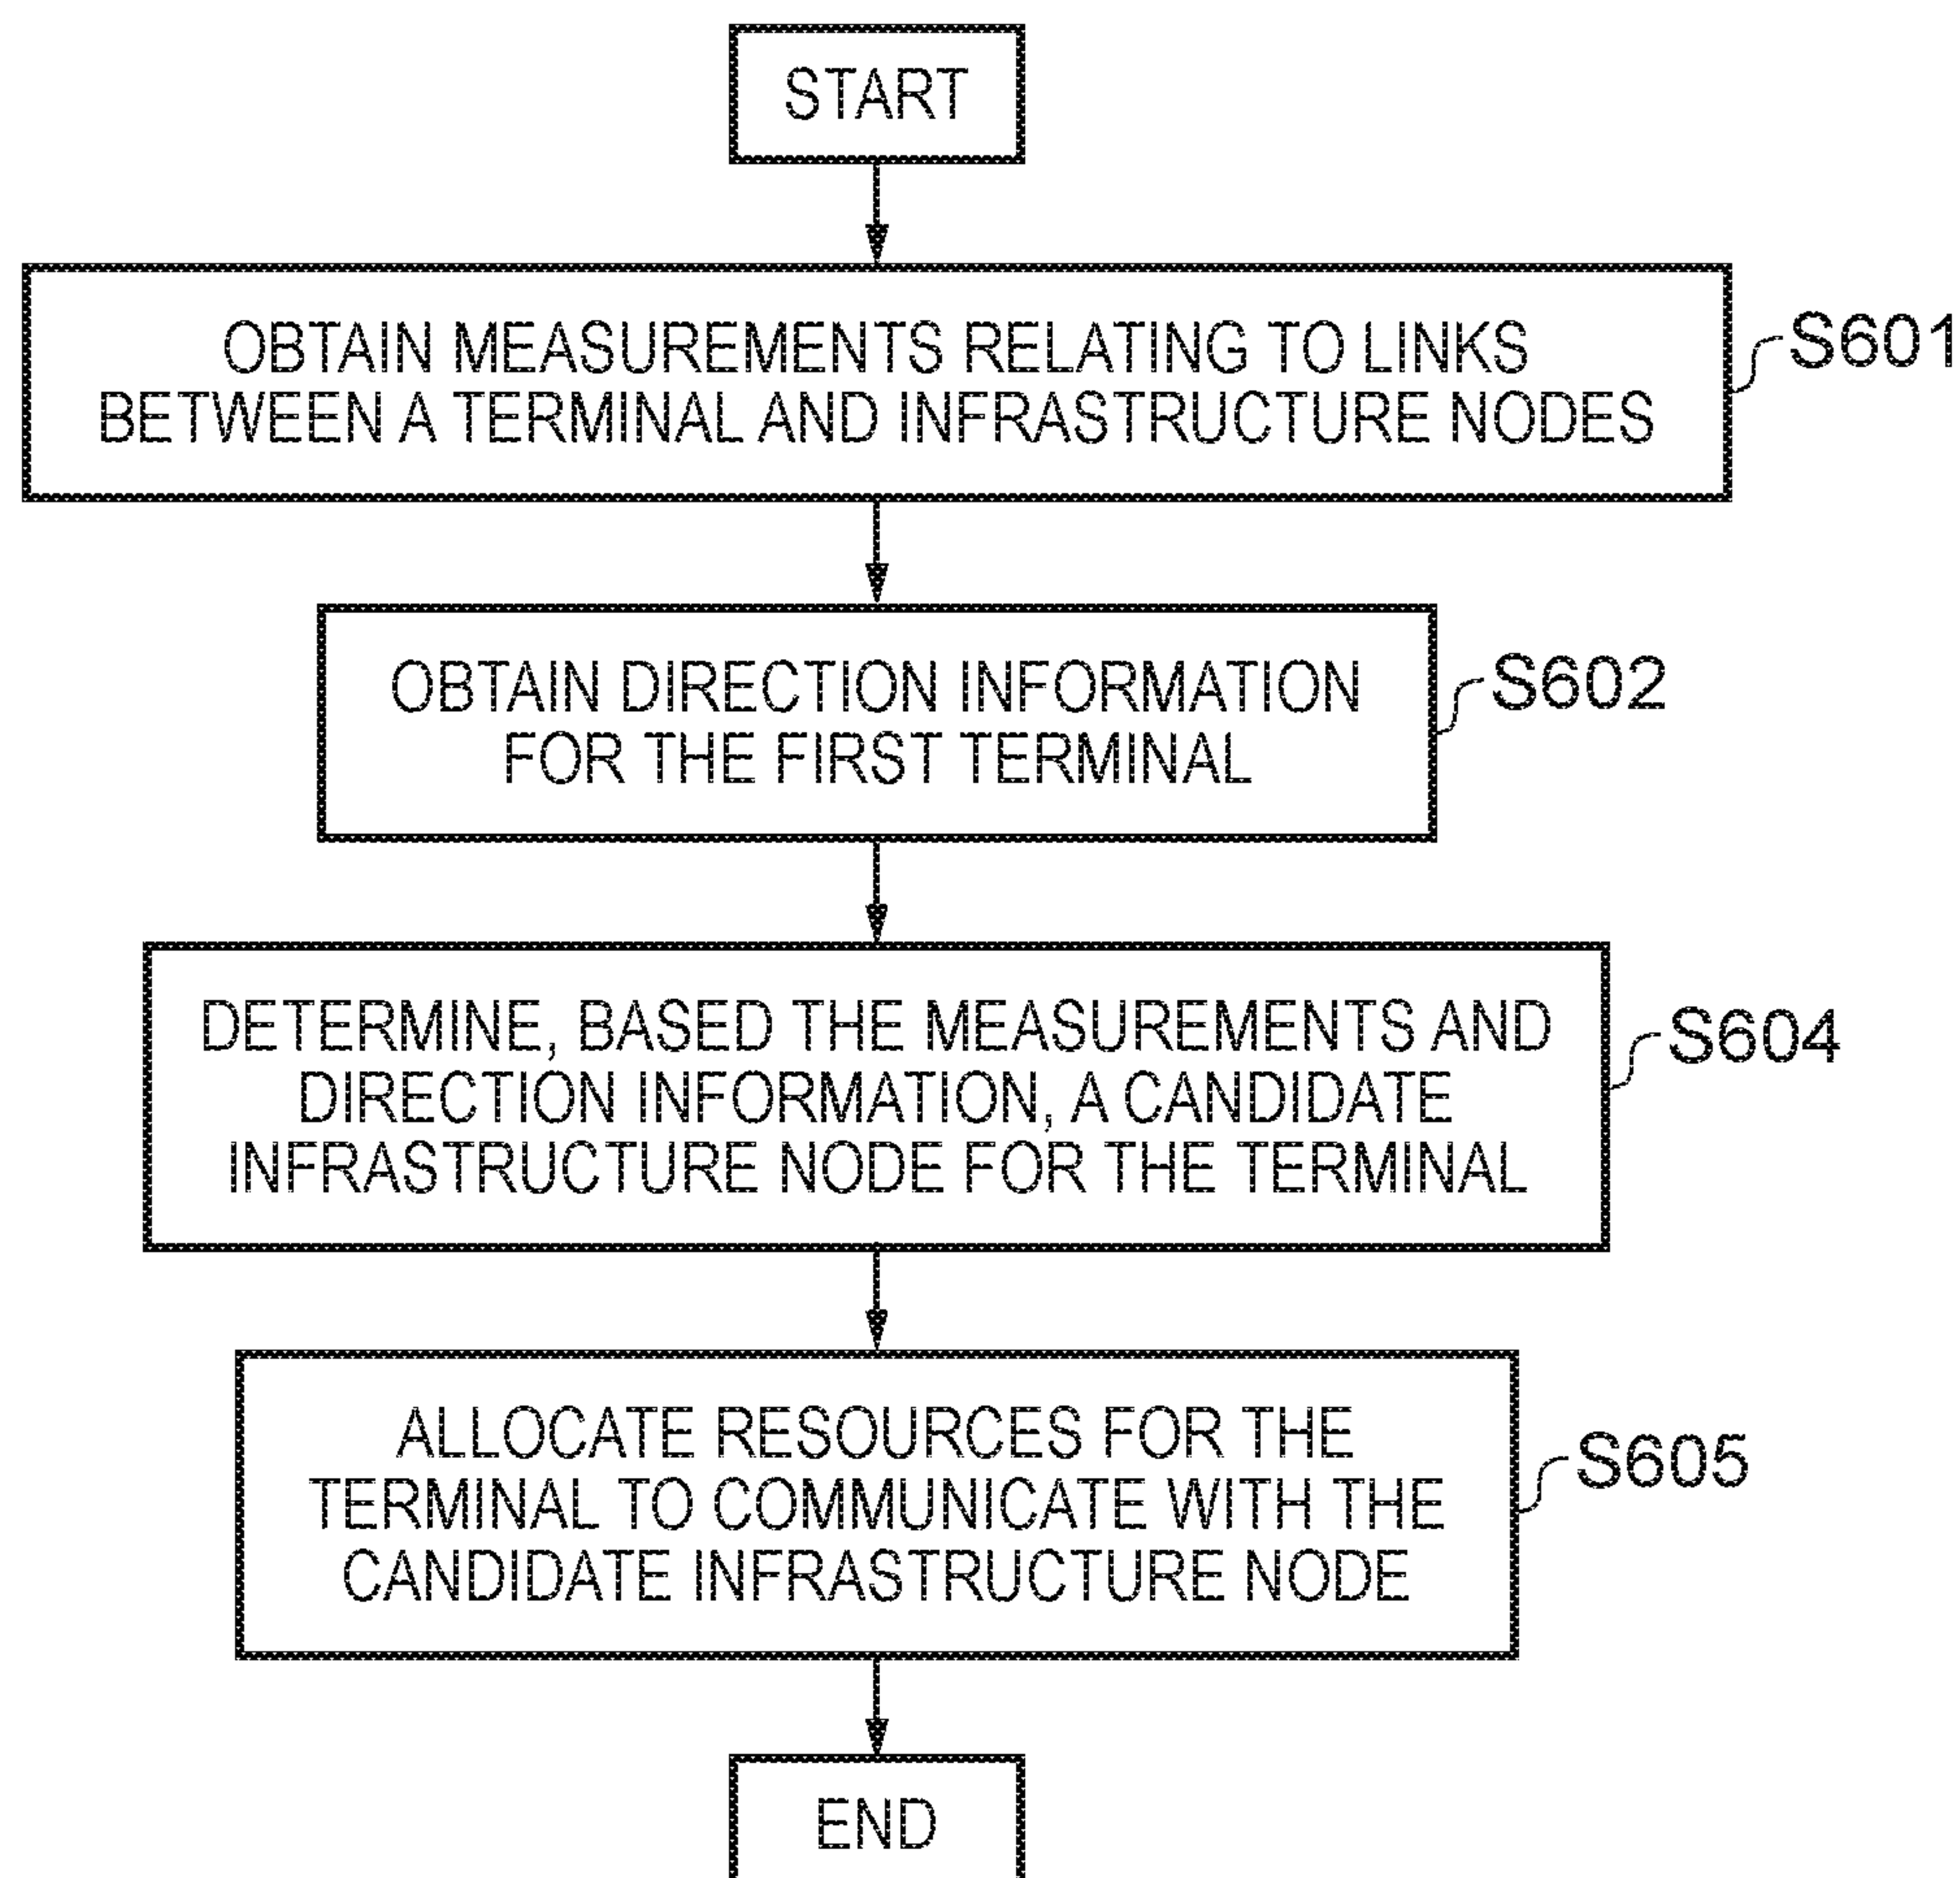 START
OBTAIN MEASUREMENTS RELATING TO LINKS
BETWEEN A TERMINAL AND INFRASTRUCTURE NODES
S601
OBTAIN DIRECTION INFORMATION
FOR THE FIRST TERMINAL
S602
DETERMINE, BASED THE MEASUREMENTS AND
DIRECTION INFORMATION, A CANDIDATE
INFRASTRUCTURE NODE FOR THE TERMINAL
S604
ALLOCATE RESOURCES FOR THE
TERMINAL TO COMMUNICATE WITH THE
CANDIDATE INFRASTRUCTURE NODE
S605
END